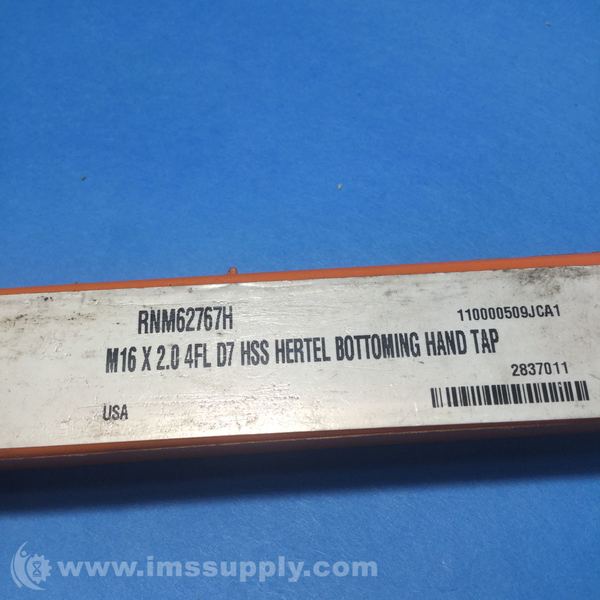 RNM62767H
110000509JCA1
M16 X 2.0 4FL D7 HSS HERTEL BOTTOMING HAND TAP
2837011
USA
www.imssupply.com